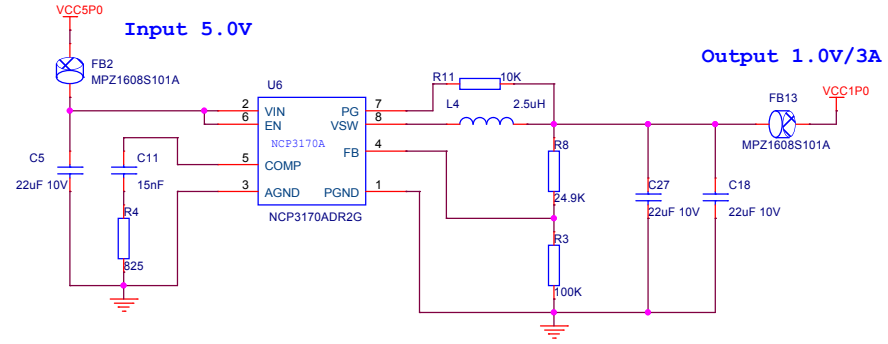 VCC5P0
Input 5.0V
Output 1.0V/3A
FB2
MPZ1608S101A
U6
R11
10K
L4
2.5uH
FB13
VCC1P0
MPZ1608S101A
2
VIN
PG
7
6
EN
VSW
8
NCP3170A
FB
4
5
COMP
3
AGND
PGND
1
NCP3170ADR2G
C5
22uF 10V
C11
15nF
R4
825
R8
24.9K
R3
100K
C27
22uF 10V
C18
22uF 10V